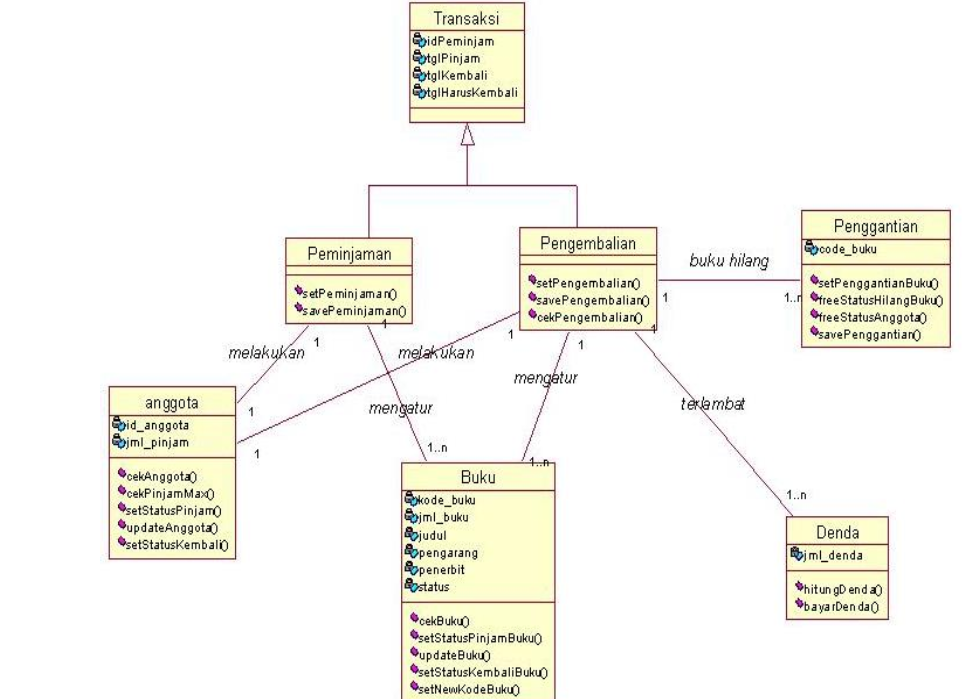 Transaksi
idPeminjam
tglPinjam
tglKembali
tglHarusKembali
Peminjaman
setPeminjaman()
savePeminjaman()
Pengembalian
setPengembalian()
savePengembalian()
cekPengembalian()
Penggantian
code_buku
setPenggantianBuku()
freeStatusHilangBuku()
freeStatusAnggota()
savePenggantian()
buku hilang
1
1..n
1
1
1
1
melakukan
melakukan
mengatur
mengatur
terlambat
1
1
1..n
1..n
1..n
anggota
id_anggota
jml_pinjam
cekAnggota()
cekPinjamMax()
setStatusPinjam()
updateAnggota()
setStatusKembali()
Buku
kode_buku
jml_buku
judul
pengarang
penerbit
status
cekBuku()
setStatusPinjamBuku()
updateBuku()
setStatusKembaliBuku()
setNewKodeBuku()
Denda
jml_denda
hitungDenda()
bayarDenda()
1